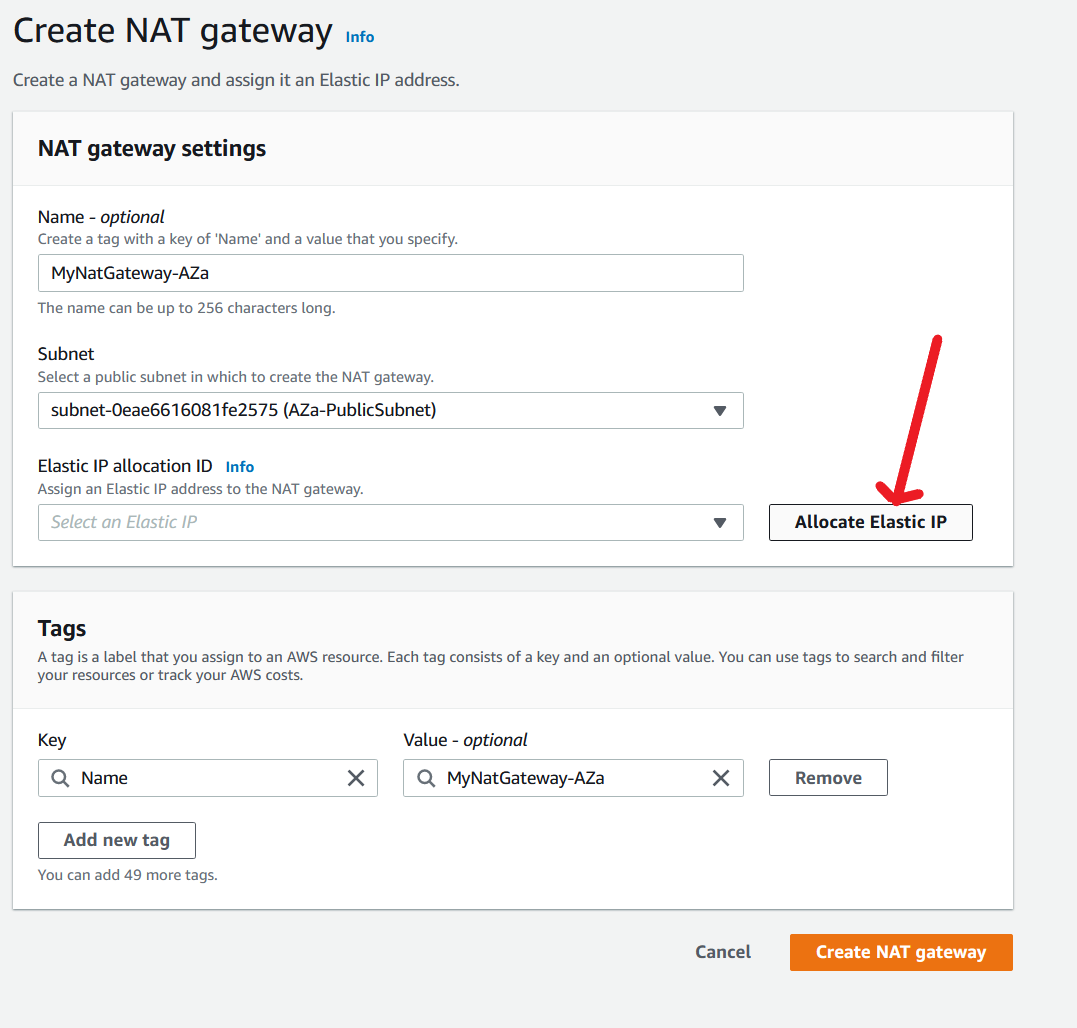 Create NAT gateway Info
Create a NAT gateway and assign it an Elastic IP address.
NAT gateway settings
Name - optional
Create a tag with a key of 'Name' and a value that you specify.
MyNatGateway-AZa
The name can be up to 256 characters long.
Subnet
Select a public subnet in which to create the NAT gateway.
subnet-0eae6616081fe2575 (AZa-PublicSubnet)
Elastic IP allocation ID Info
Assign an Elastic IP address to the NAT gateway.
Select an Elastic IP
Allocate Elastic IP
Tags
A tag is a label that you assign to an AWS resource. Each tag consists of a key and an optional value. You can use tags to search and filter
your resources or track your AWS costs.
Key
Value - optional
Name
MyNatGateway-AZa
Remove
Add new tag
You can add 49 more tags.
Cancel
Create NAT gateway